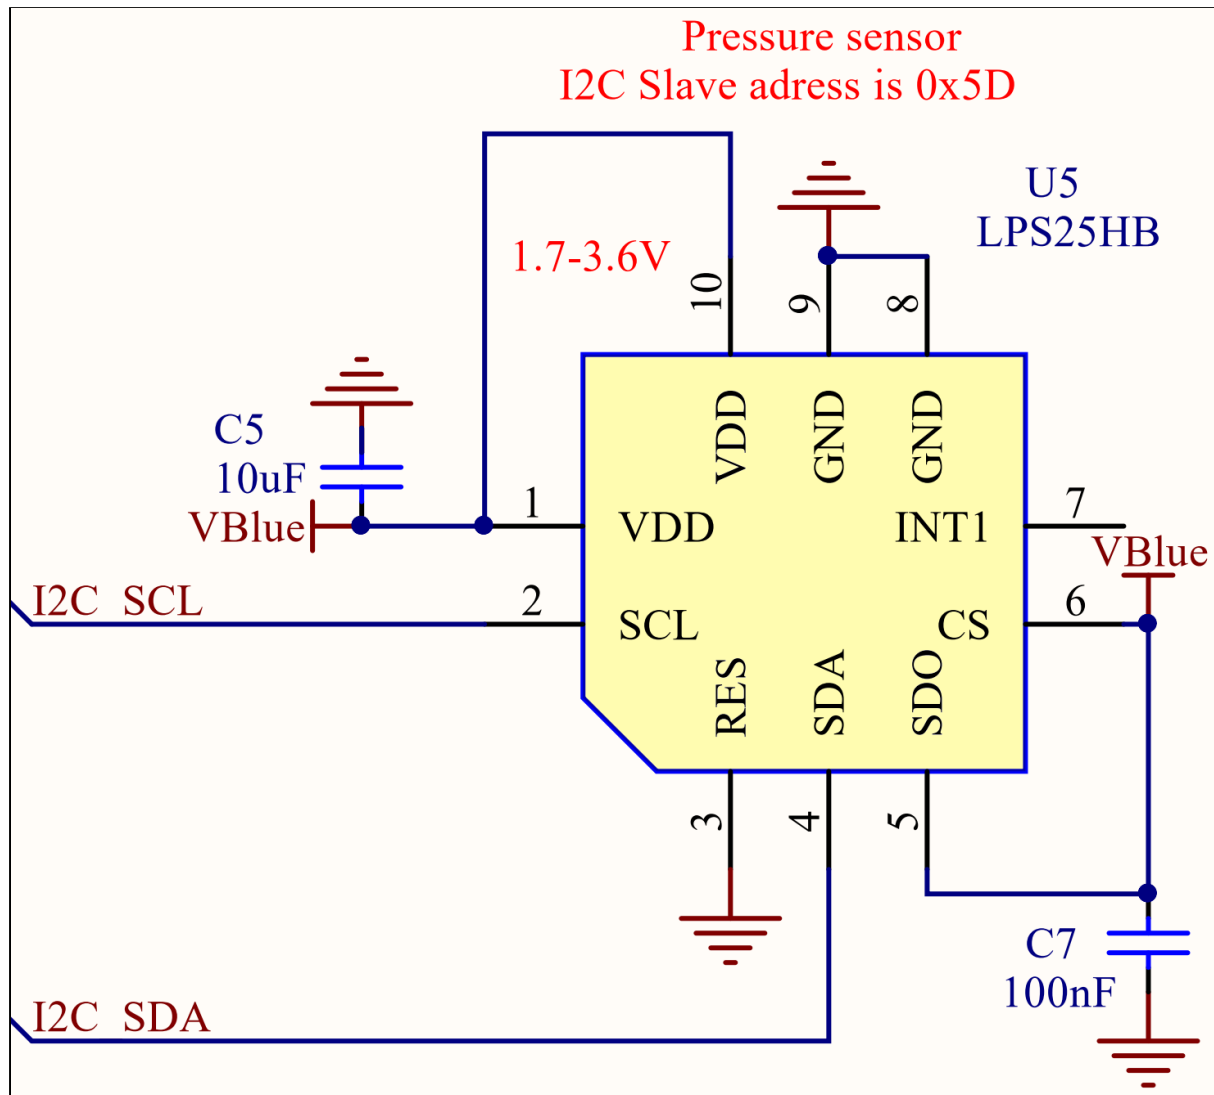 Pressure sensor
I2C Slave adress is 0x5D
U5
LPS25HB
1.7-3.6V
10
9
8
C5
10uF
VDD
GND
GND
VBlue
1
VDD
INT1
7
VBlue
I2C SCL
2
SCL
CS
6
RES
SDA
SDO
3
4
5
C7
100nF
I2C SDA